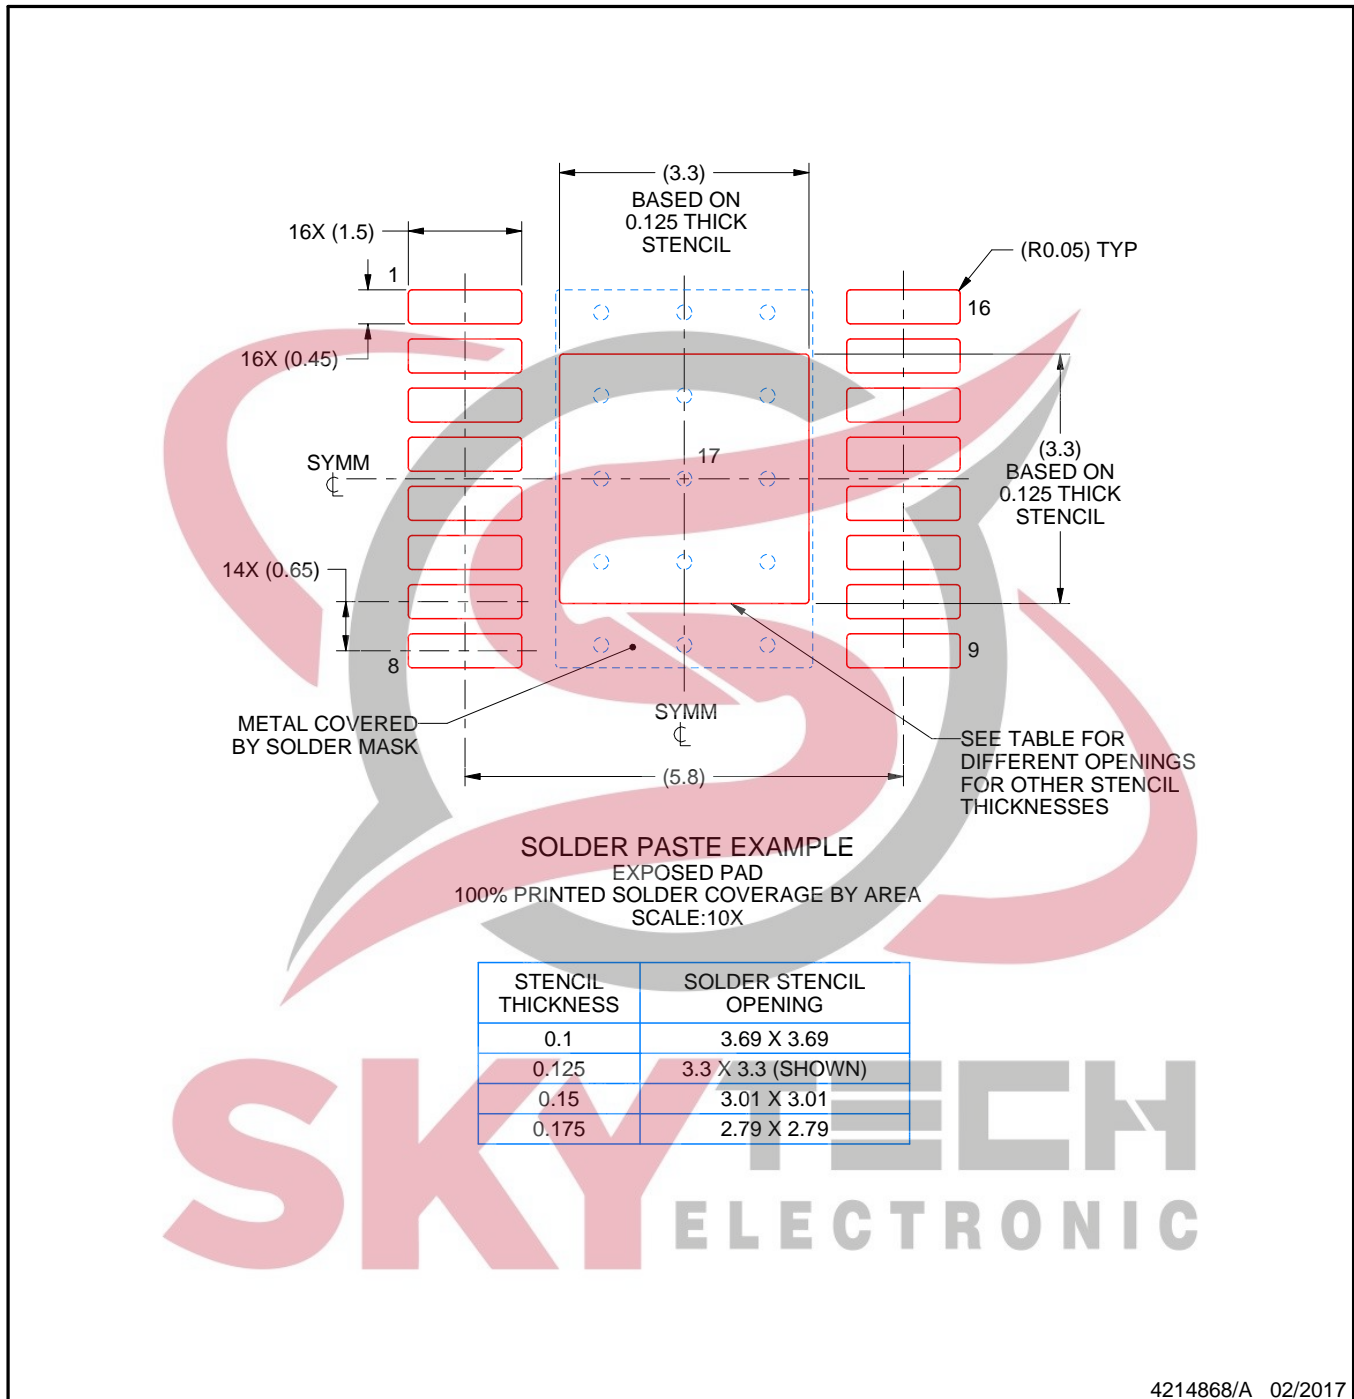 (3.3)
BASED ON
0.125 THICK
STENCIL
16X (1.5)
(R0.05) TYP
1
16
16X (0.45)
(3.3)
BASED ON
0.125 THICK
STENCIL
17
SYMM
℄
14X (0.65)
8
9
METAL COVERED
BY SOLDER MASK
SYMM
℄
SEE TABLE FOR
DIFFERENT OPENINGS
FOR OTHER STENCIL
THICKNESSES
(5.8)
SOLDER PASTE EXAMPLE
EXPOSED PAD
100% PRINTED SOLDER COVERAGE BY AREA
SCALE:10X
STENCIL THICKNESS SOLDER STENCIL OPENING
0.1 3.69 X 3.69
0.125 3.3 X 3.3 (SHOWN)
0.15 3.01 X 3.01
0.175 2.79 X 2.79
SKYTECH
ELECTRONIC
4214868/A 02/2017